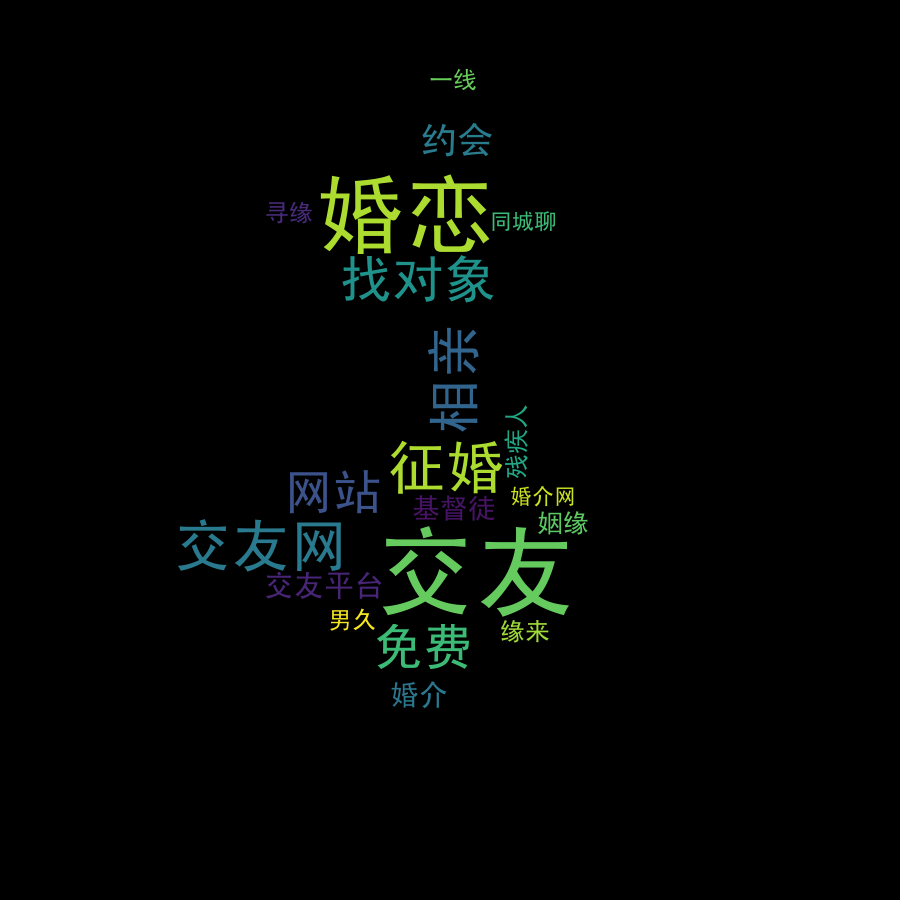 一线
约会
婚恋
寻缘
同城聊
找对象
相亲
残疾人
征婚
网站
婚介网
基督徒
姻缘
交友网
交友
交友平台
男久
缘来
免费
婚介